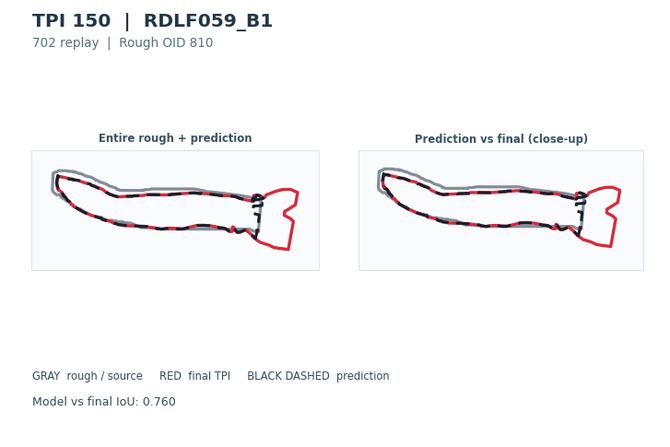 TPI 150 | RDLF059_B1
702 replay | Rough OID 810
Entire rough + prediction
Prediction vs final (close-up)
GRAY rough / source RED final TPI BLACK DASHED prediction
Model vs final IoU: 0.760